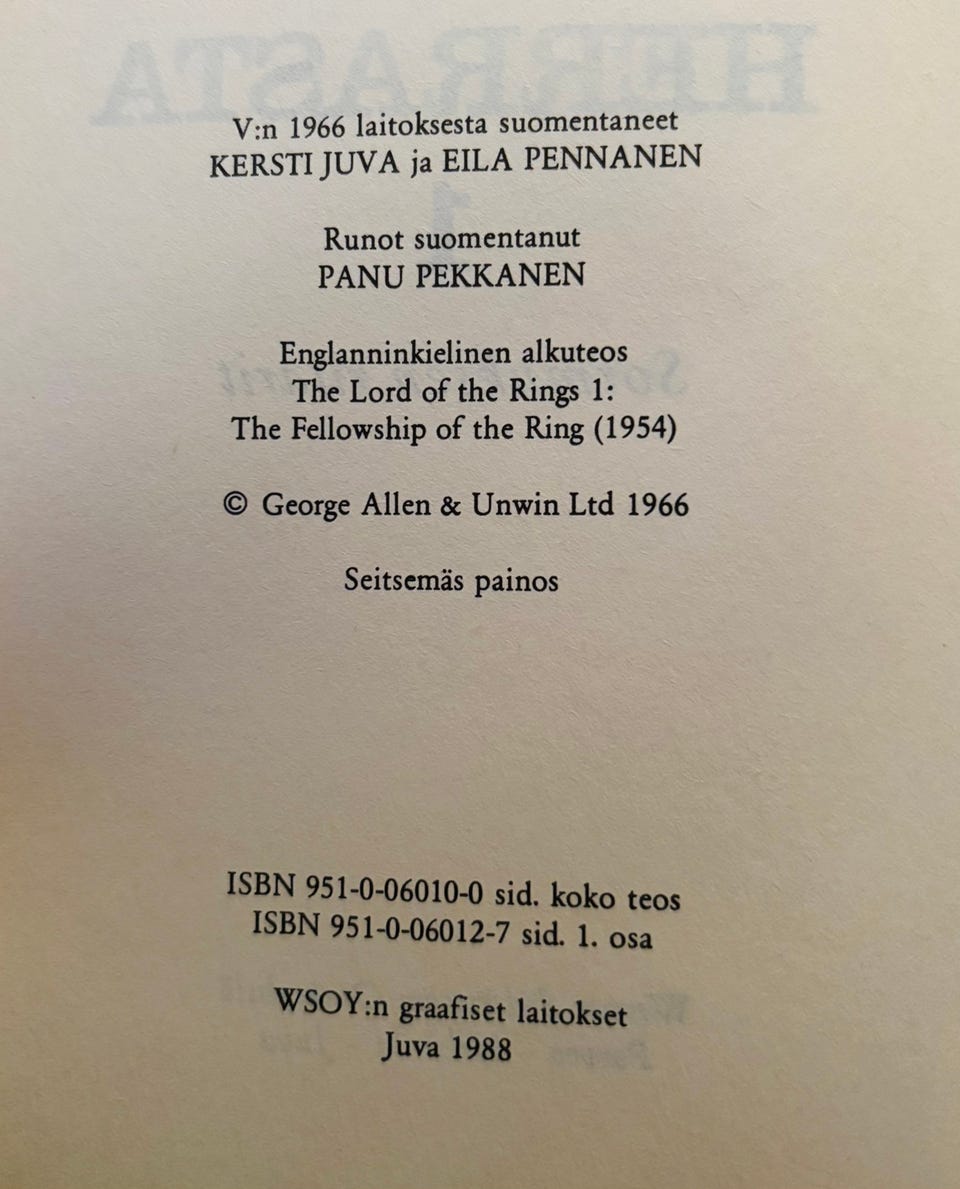 V:n 1966 laitoksesta suomentaneet
KERSTI JUVA ja EILA PENNANEN
Runot suomentanut
PANU PEKKANEN
Englanninkielinen alkuteos
The Lord of the Rings 1:
The Fellowship of the Ring (1954)
© George Allen & Unwin Ltd 1966
Seitsemäs painos
ISBN 951-0-06010-0 sid. koko teos
ISBN 951-0-06012-7 sid. 1. osa
WSOY:n graafiset laitokset
Juva 1988